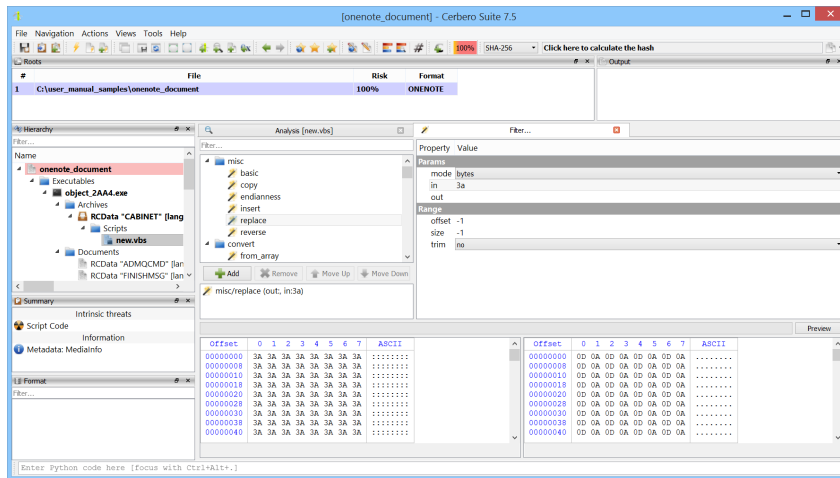 [onenote_document] - Cerbero Suite 7.5
File Navigation Actions Views Tools Help
100% SHA-256 Click here to calculate the hash
Roots
Output
# File Risk Format
1 C:\user_manual_samples\onenote_document 100% ONENOTE
Hierarchy
Filter...
Name
onenote_document
Executables
object_2AA4.exe
Archives
RCData "CABINET" [lang
Scripts
new.vbs
Documents
RCData "ADMQCMD" [lan
RCData "FINISHMSG" [lan
Summary
Intrinsic threats
Script Code
Information
Metadata: MediaInfo
Format
Filter...
Analysis [new.vbs]
Filter...
misc
basic
copy
endianness
insert
replace
reverse
convert
from_array
Add Remove Move Up Move Down
misc/replace (out:, in:3a)
Filter...
Property Value
Params
mode bytes
in 3a
out
Range
offset -1
size -1
trim no
Preview
Offset 0 1 2 3 4 5 6 7 ASCII
00000000 3A 3A 3A 3A 3A 3A 3A 3A ::::::::
00000008 3A 3A 3A 3A 3A 3A 3A 3A ::::::::
00000010 3A 3A 3A 3A 3A 3A 3A 3A ::::::::
00000018 3A 3A 3A 3A 3A 3A 3A 3A ::::::::
00000020 3A 3A 3A 3A 3A 3A 3A 3A ::::::::
00000028 3A 3A 3A 3A 3A 3A 3A 3A ::::::::
00000030 3A 3A 3A 3A 3A 3A 3A 3A ::::::::
00000038 3A 3A 3A 3A 3A 3A 3A 3A ::::::::
00000040 3A 3A 3A 3A 3A 3A 3A 3A ::::::::
Offset 0 1 2 3 4 5 6 7 ASCII
00000000 0D 0A 0D 0A 0D 0A 0D 0A ........
00000008 0D 0A 0D 0A 0D 0A 0D 0A ........
00000010 0D 0A 0D 0A 0D 0A 0D 0A ........
00000018 0D 0A 0D 0A 0D 0A 0D 0A ........
00000020 0D 0A 0D 0A 0D 0A 0D 0A ........
00000028 0D 0A 0D 0A 0D 0A 0D 0A ........
00000030 0D 0A 0D 0A 0D 0A 0D 0A ........
00000038 0D 0A 0D 0A 0D 0A 0D 0A ........
00000040 0D 0A 0D 0A 0D 0A 0D 0A ........
Enter Python code here [focus with Ctrl+Alt+.]